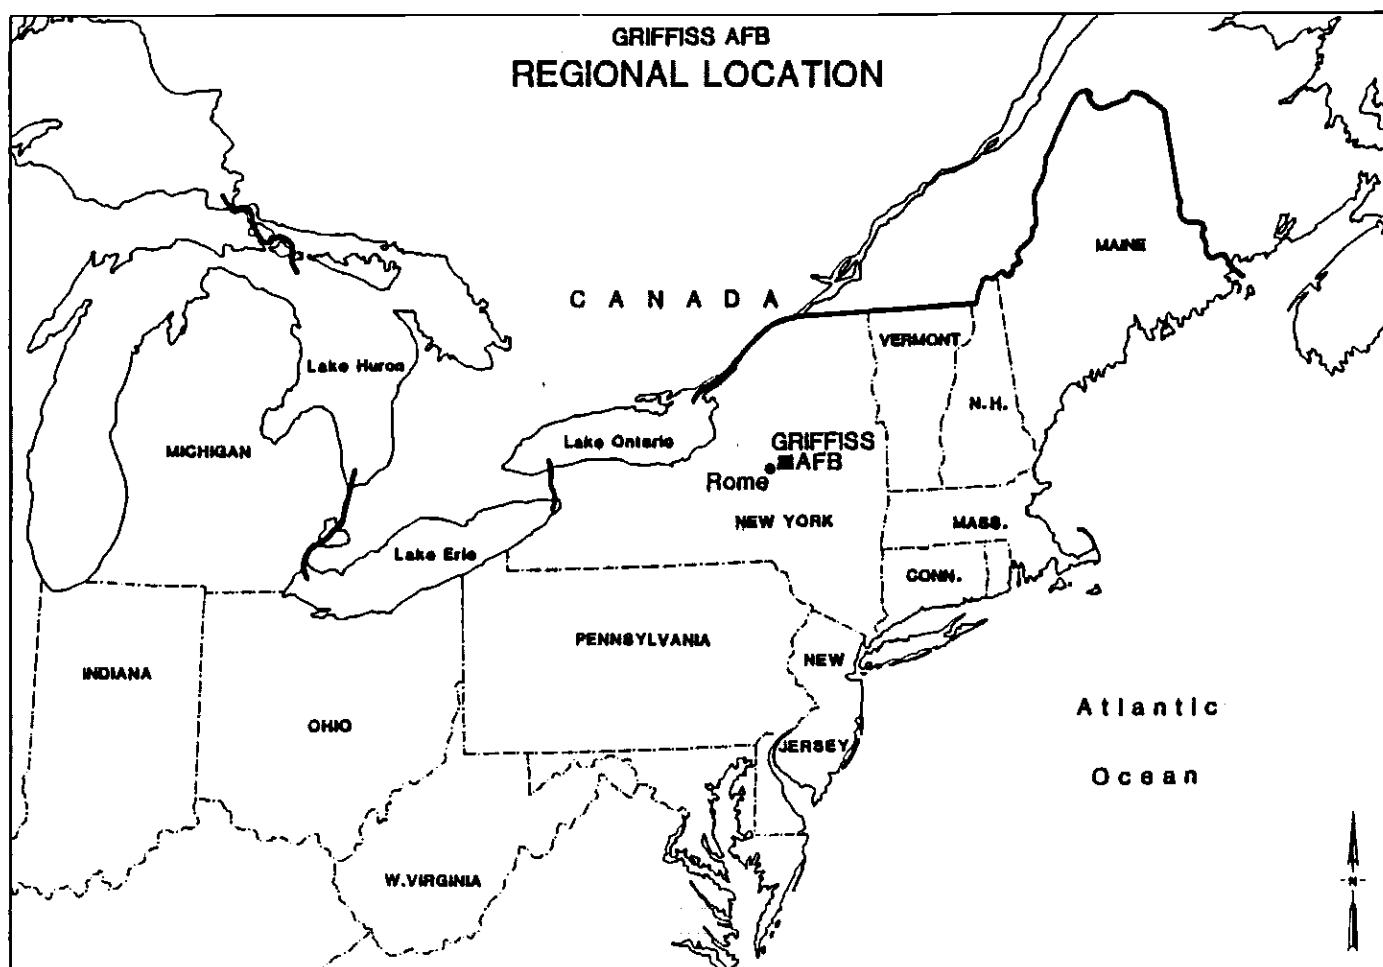 GRIFFISS AFB
REGIONAL LOCATION
MAINE
CANADA
VERMONT
Lake Huron
N.H.
MICHIGAN
Lake Ontario
GRIFFISS
AFB
Rome
NEW YORK
MASS.
Lake Erie
CONN.
PENNSYLVANIA
NEW
JERSEY
INDIANA
OHIO
Atlantic
Ocean
W.VIRGINIA
N